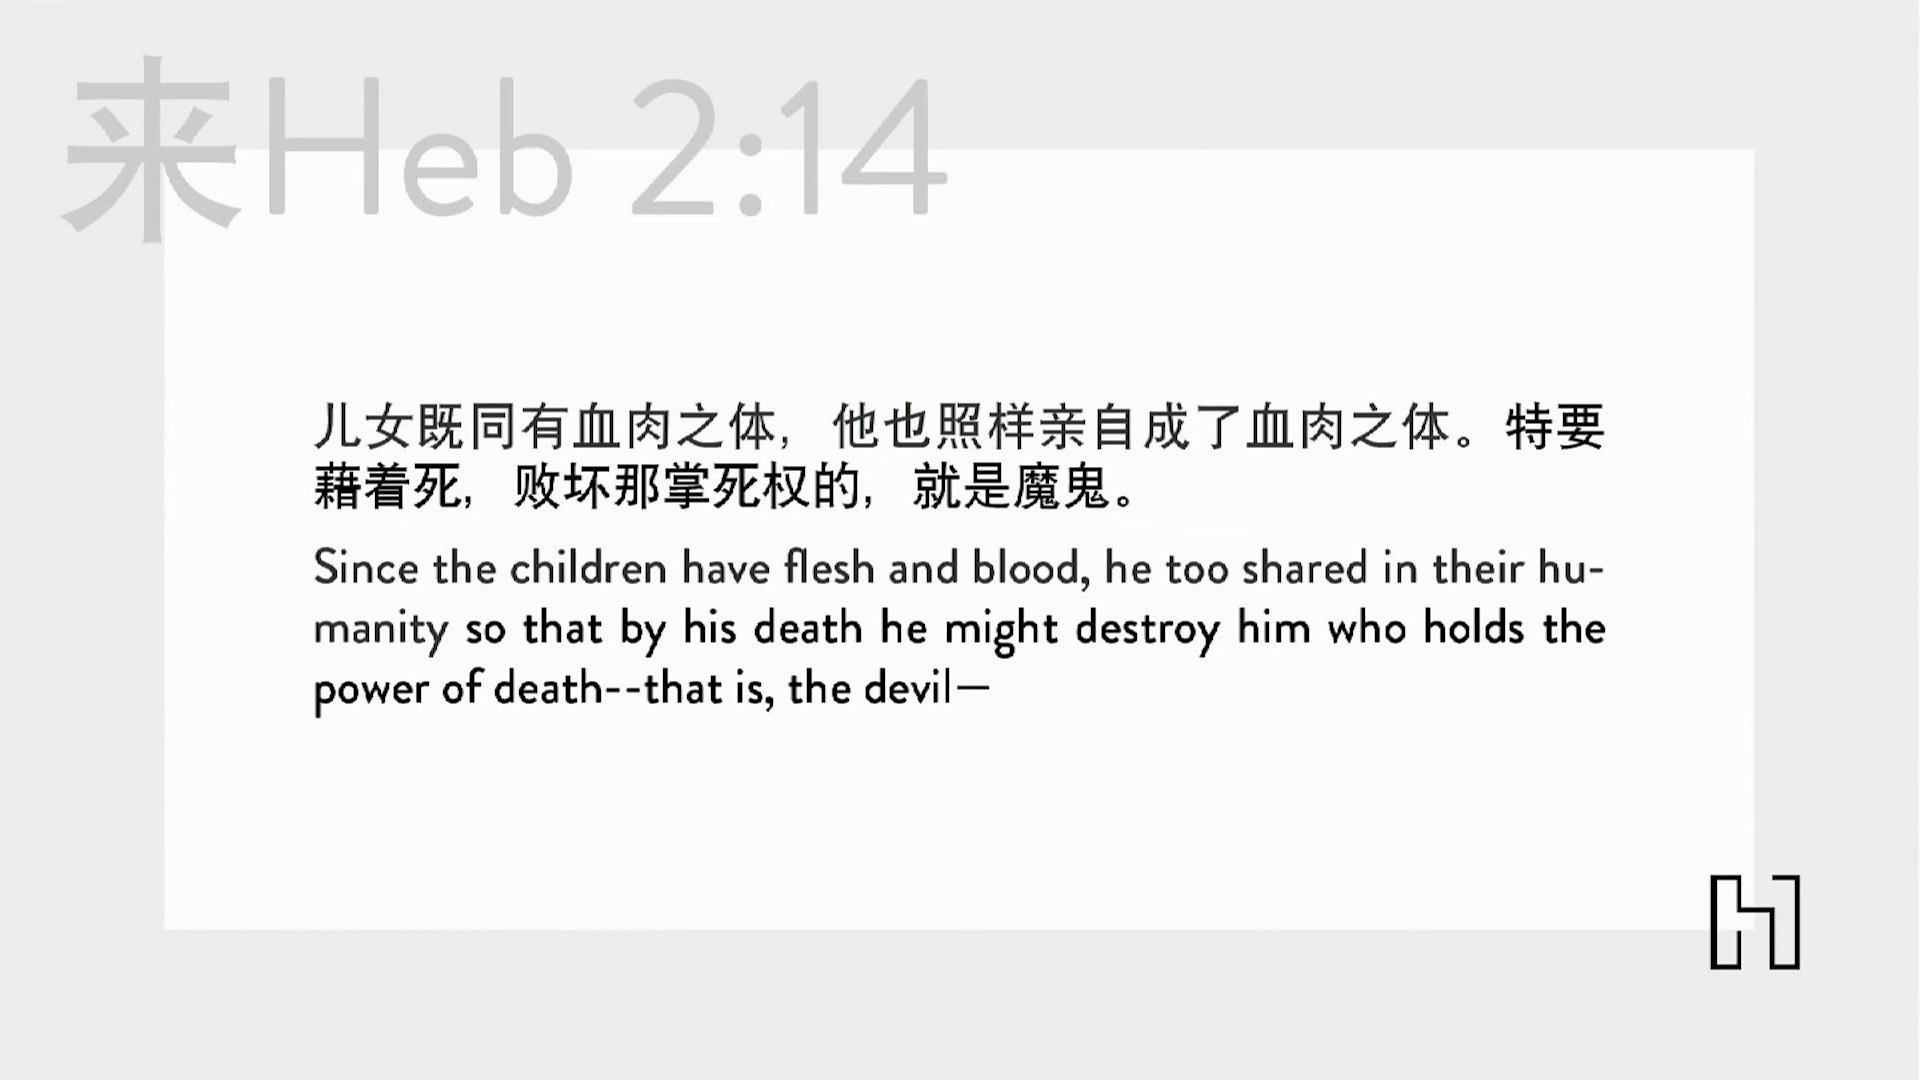 来Heb 2:14
儿女既同有血肉之体，他也照样亲自成了血肉之体。特要
藉着死，败坏那掌死权的，就是魔鬼。
Since the children have flesh and blood, he too shared in their hu-
manity so that by his death he might destroy him who holds the
power of death--that is, the devil—
H